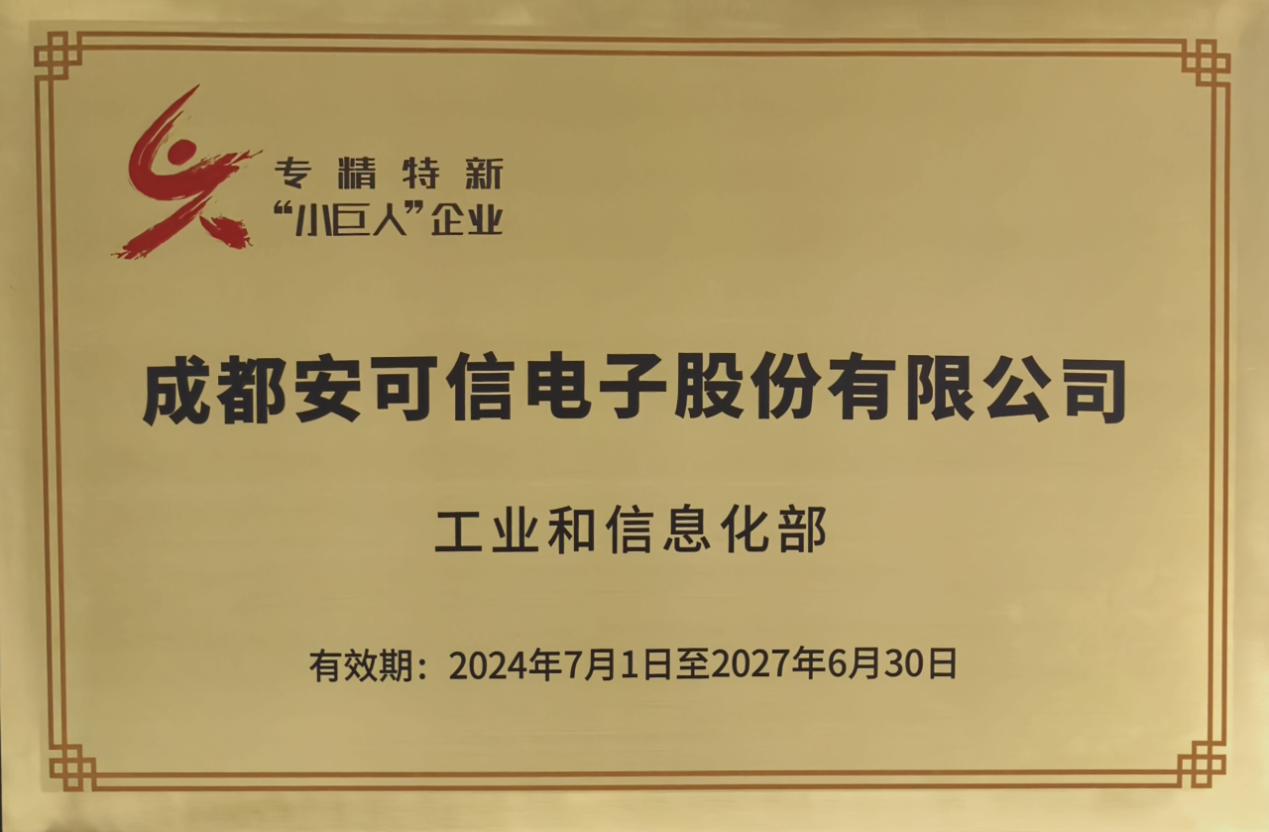 专精特新
“小巨人”企业
成都安可信电子股份有限公司
工业和信息化部
有效期：2024年7月1日至2027年6月30日